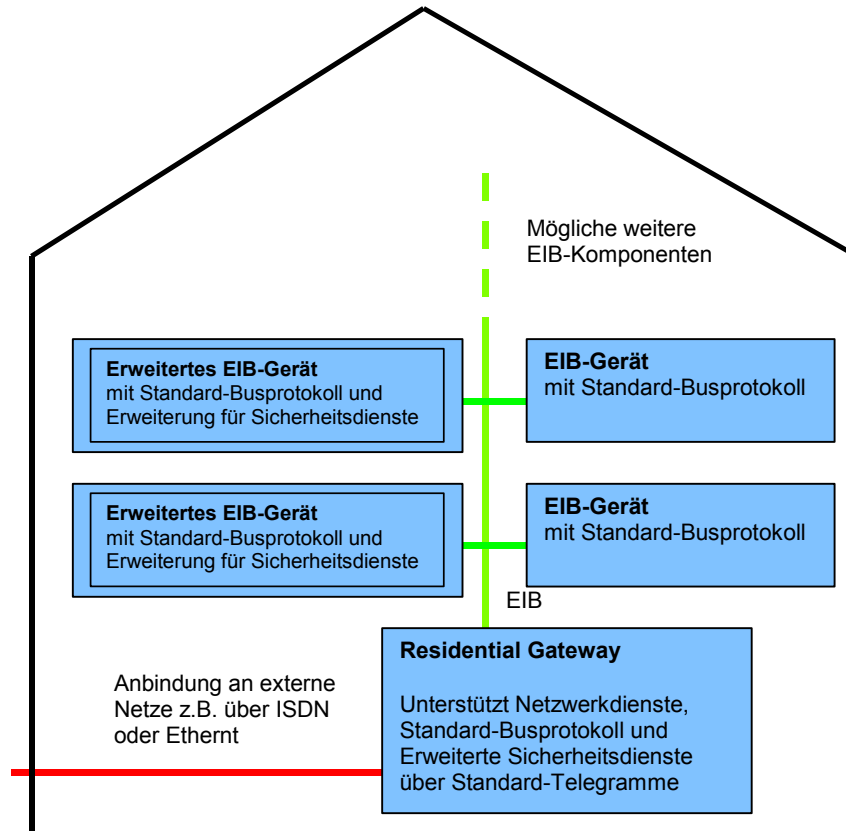 Mögliche weitere
EIB-Komponenten
Erweitertes EIB-Gerät
mit Standard-Busprotokoll und
Erweiterung für Sicherheitsdienste
EIB-Gerät
mit Standard-Busprotokoll
Erweitertes EIB-Gerät
mit Standard-Busprotokoll und
Erweiterung für Sicherheitsdienste
EIB-Gerät
mit Standard-Busprotokoll
EIB
Residential Gateway
Unterstützt Netzwerkdienste,
Standard-Busprotokoll und
Erweiterte Sicherheitsdienste
über Standard-Telegramme
Anbindung an externe
Netze z.B. über ISDN
oder Ethernt